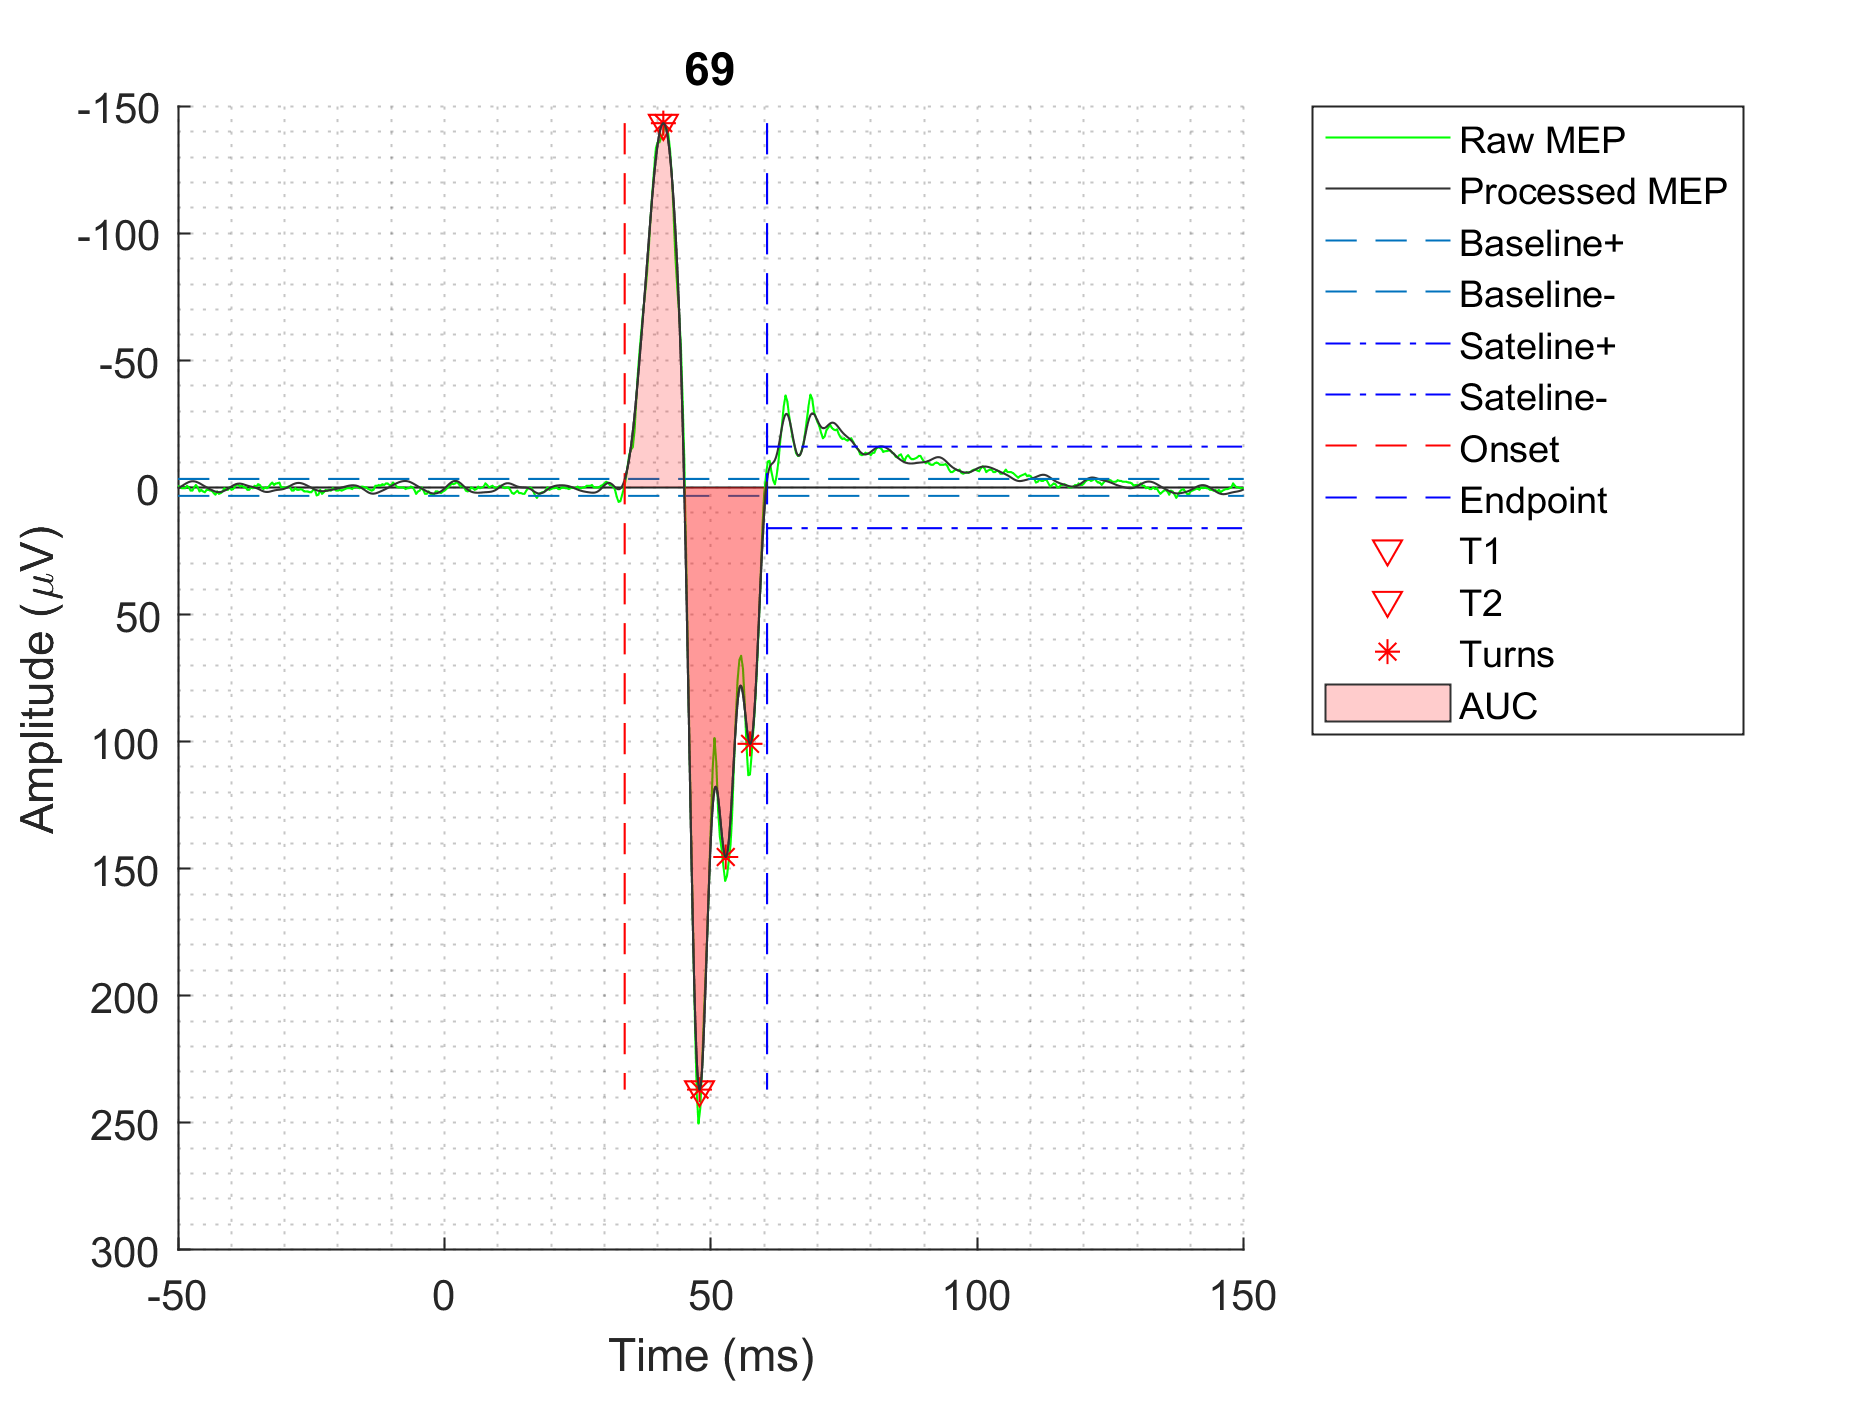 69
-150
-100
-50
0
50
100
150
200
250
300
-50
0
50
100
150
Time (ms)
Amplitude (μV)
Raw MEP
Processed MEP
Baseline+
Baseline-
Sateline+
Sateline-
Onset
Endpoint
T1
T2
Turns
AUC